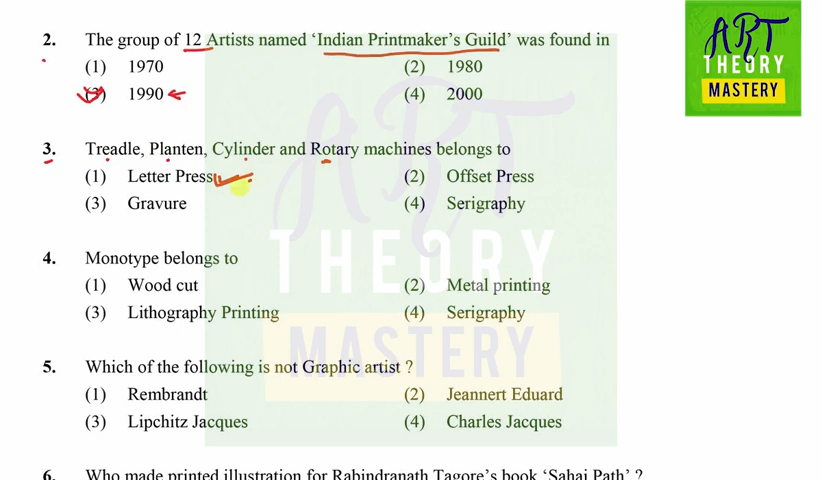 ART
THEORY
MASTERY
2. The group of 12 Artists named ‘Indian Printmaker’s Guild’ was found in
(1) 1970 (2) 1980
(3) 1990 (4) 2000
3. Treadle, Planten, Cylinder and Rotary machines belongs to
(1) Letter Press (2) Offset Press
(3) Gravure (4) Serigraphy
4. Monotype belongs to
(1) Wood cut (2) Metal printing
(3) Lithography Printing (4) Serigraphy
5. Which of the following is not Graphic artist ?
(1) Rembrandt (2) Jeannert Eduard
(3) Lipchitz Jacques (4) Charles Jacques
6. Who made printed illustration for Rabindranath Tagore’s book ‘Sahaj Path’ ?
ART
THEORY
MASTERY